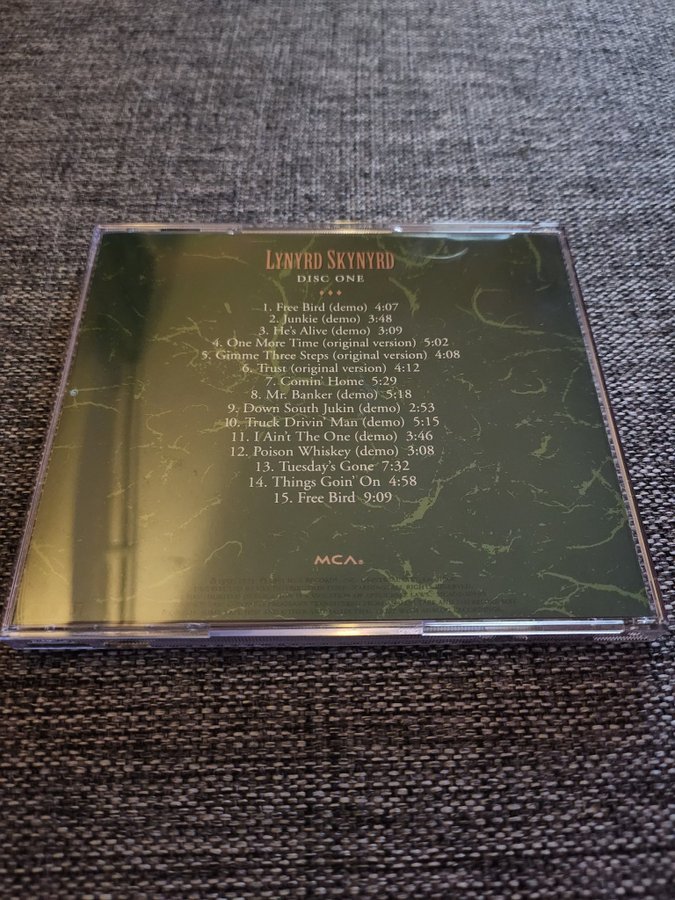 LYNYRD SKYNYRD
DISC ONE
1. Free Bird (demo) 4:07
2. Junkie (demo) 3:48
3. He's Alive (demo) 3:09
4. One More Time (original version) 5:02
5. Gimme Three Steps (original version) 4:08
6. Trust (original version) 4:12
7. Comin' Home 5:29
8. Mr. Banker (demo) 5:18
9. Down South Jukin (demo) 2:53
10. Truck Drivin' Man (demo) 5:15
11. I Ain't The One (demo) 3:46
12. Poison Whiskey (demo) 3:08
13. Tuesday's Gone 7:32
14. Things Goin' On 4:58
15. Free Bird 9:09
MCA®